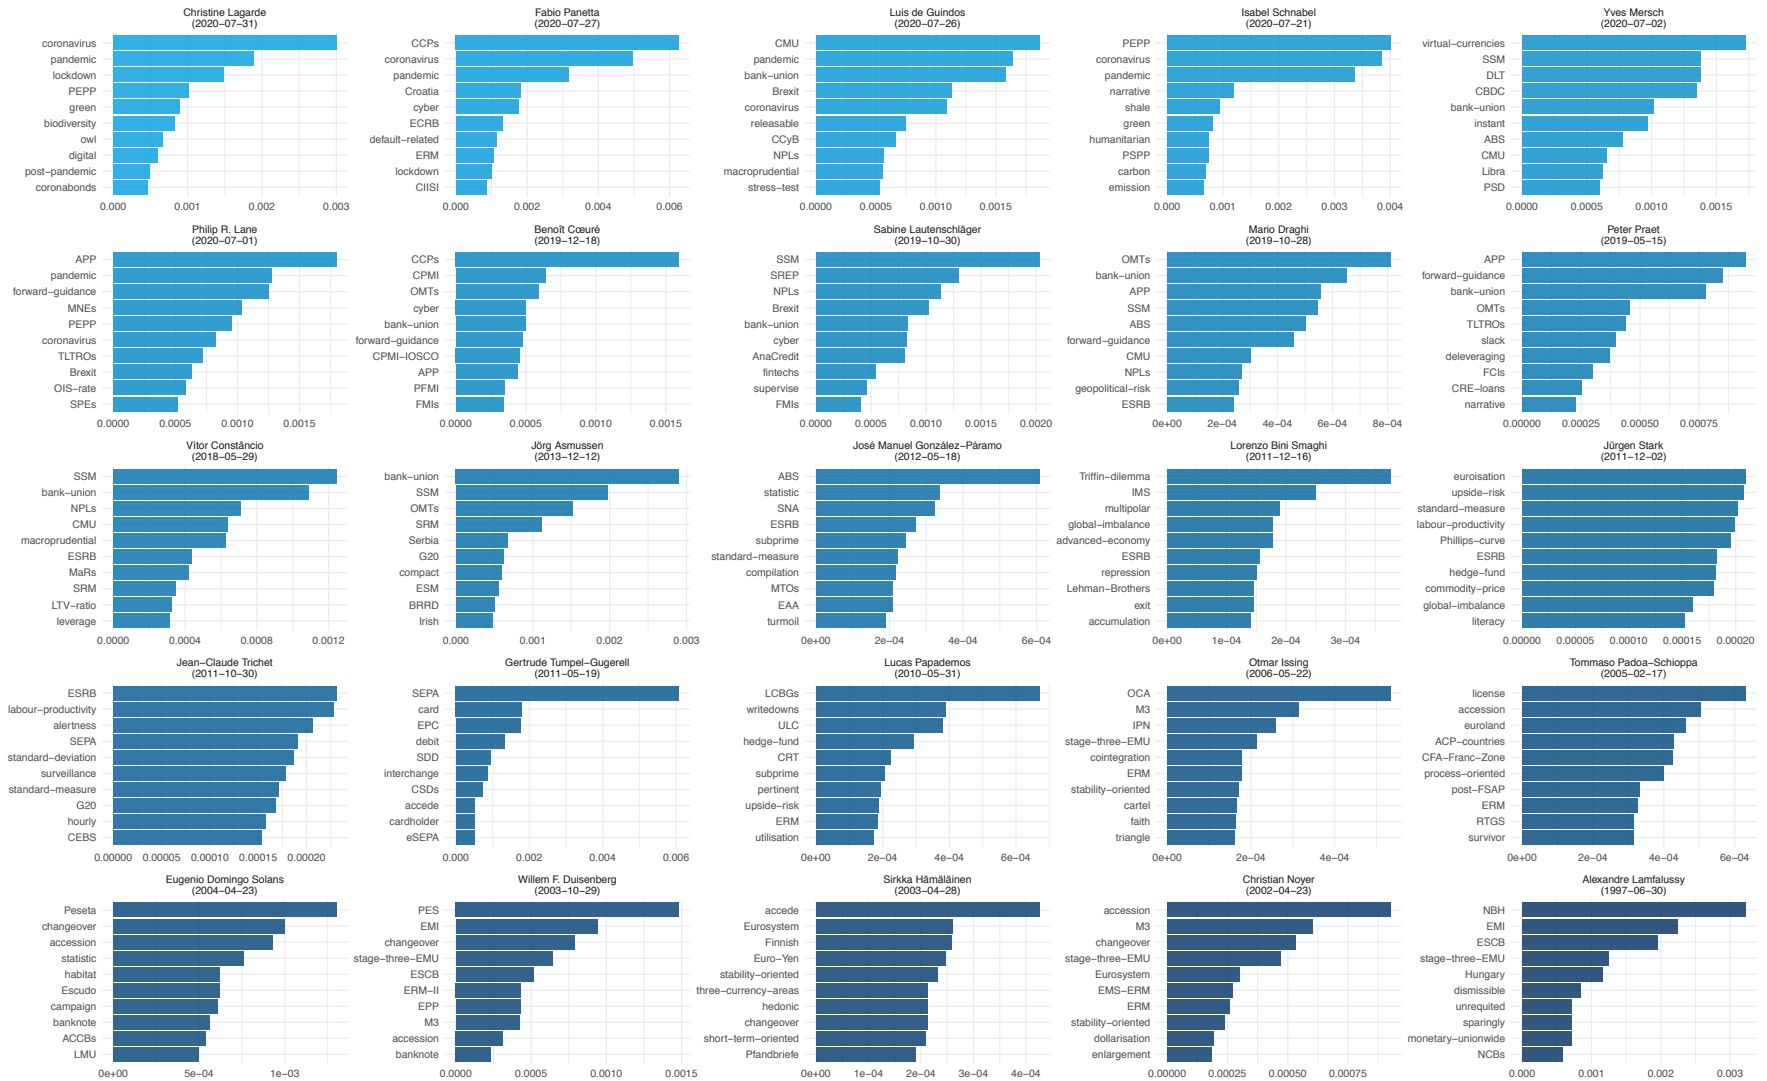 Christine Lagarde
(2020−07−31)
coronavirus
pandemic
lockdown
PEPP
green
biodiversity
owl
digital
post−pandemic
coronabonds
0.000 0.001 0.002 0.003
Fabio Panetta
(2020−07−27)
CCPs
coronavirus
pandemic
Croatia
cyber
ECRB
default−related
ERM
lockdown
CIISI
0.000 0.002 0.004 0.006
Luis de Guindos
(2020−07−26)
CMU
pandemic
bank−union
Brexit
coronavirus
releasable
CCyB
NPLs
macroprudential
stress−test
0.0000 0.0005 0.0010 0.0015
Isabel Schnabel
(2020−07−21)
PEPP
coronavirus
pandemic
narrative
shale
green
humanitarian
PSPP
carbon
emission
0.000 0.001 0.002 0.003 0.004
Yves Mersch
(2020−07−02)
virtual−currencies
SSM
DLT
CBDC
bank−union
instant
ABS
CMU
Libra
PSD
0.0000 0.0005 0.0010 0.0015
Philip R. Lane
(2020−07−01)
APP
pandemic
forward−guidance
MNEs
PEPP
coronavirus
TLTROs
Brexit
OIS−rate
SPEs
0.0000 0.0005 0.0010 0.0015
Benoît Cœuré
(2019−12−18)
CCPs
CPMI
OMTs
cyber
bank−union
forward−guidance
CPMI−IOSCO
APP
PFMI
FMIs
0.0000 0.0005 0.0010 0.0015
Sabine Lautenschläger
(2019−10−30)
SSM
SREP
NPLs
Brexit
bank−union
cyber
AnaCredit
fintechs
supervise
FMIs
0.0000 0.0005 0.0010 0.0015 0.0020
Mario Draghi
(2019−10−28)
OMTs
bank−union
APP
SSM
ABS
forward−guidance
CMU
NPLs
geopolitical−risk
ESRB
0e+00 2e−04 4e−04 6e−04 8e−04
Peter Praet
(2019−05−15)
APP
forward−guidance
bank−union
OMTs
TLTROs
slack
deleveraging
FCIs
CRE−loans
narrative
0.00000 0.00025 0.00050 0.00075
Vítor Constâncio
(2018−05−29)
SSM
bank−union
NPLs
CMU
macroprudential
ESRB
MaRs
SRM
LTV−ratio
leverage
0.0000 0.0004 0.0008 0.0012
Jörg Asmussen
(2013−12−12)
bank−union
SSM
OMTs
SRM
Serbia
G20
compact
ESM
BRRD
Irish
0.000 0.001 0.002 0.003
José Manuel González−Páramo
(2012−05−18)
ABS
statistic
SNA
ESRB
subprime
standard−measure
compilation
MTOs
EAA
turmoil
0e+00 2e−04 4e−04 6e−04
Lorenzo Bini Smaghi
(2011−12−16)
Triffin−dilemma
IMS
multipolar
global−imbalance
advanced−economy
ESRB
repression
Lehman−Brothers
exit
accumulation
0e+00 1e−04 2e−04 3e−04
Jürgen Stark
(2011−12−02)
euroisation
upside−risk
standard−measure
labour−productivity
Phillips−curve
ESRB
hedge−fund
commodity−price
global−imbalance
literacy
0.00000 0.00005 0.00010 0.00015 0.00020
Jean−Claude Trichet
(2011−10−30)
ESRB
labour−productivity
alertness
SEPA
standard−deviation
surveillance
standard−measure
G20
hourly
CEBS
0.00000 0.00005 0.00010 0.00015 0.00020
Gertrude Tumpel−Gugerell
(2011−05−19)
SEPA
card
EPC
debit
SDD
interchange
CSDs
accede
cardholder
eSEPA
0.000 0.002 0.004 0.006
Lucas Papademos
(2010−05−31)
LCBGs
writedowns
ULC
hedge−fund
CRT
subprime
pertinent
upside−risk
ERM
utilisation
0e+00 2e−04 4e−04 6e−04
Otmar Issing
(2006−05−22)
OCA
M3
IPN
stage−three−EMU
cointegration
ERM
stability−oriented
cartel
faith
triangle
0e+00 2e−04 4e−04
Tommaso Padoa−Schioppa
(2005−02−17)
license
accession
euroland
ACP−countries
CFA−Franc−Zone
process−oriented
post−FSAP
ERM
RTGS
survivor
0e+00 2e−04 4e−04 6e−04
Eugenio Domingo Solans
(2004−04−23)
Peseta
changeover
accession
statistic
habitat
Escudo
campaign
banknote
ACCBs
LMU
0e+00 5e−04 1e−03
Willem F. Duisenberg
(2003−10−29)
PES
EMI
changeover
stage−three−EMU
ESCB
ERM−II
EPP
M3
accession
banknote
0.0000 0.0005 0.0010 0.0015
Sirkka Hämäläinen
(2003−04−28)
accede
Eurosystem
Finnish
Euro−Yen
stability−oriented
three−currency−areas
hedonic
changeover
short−term−oriented
Pfandbriefe
0e+00 1e−04 2e−04 3e−04 4e−04
Christian Noyer
(2002−04−23)
accession
M3
changeover
stage−three−EMU
Eurosystem
EMS−ERM
ERM
stability−oriented
dollarisation
enlargement
0.00000 0.00025 0.00050 0.00075
Alexandre Lamfalussy
(1997−06−30)
NBH
EMI
ESCB
stage−three−EMU
Hungary
dismissible
unrequited
sparingly
monetary−unionwide
NCBs
0.000 0.001 0.002 0.003